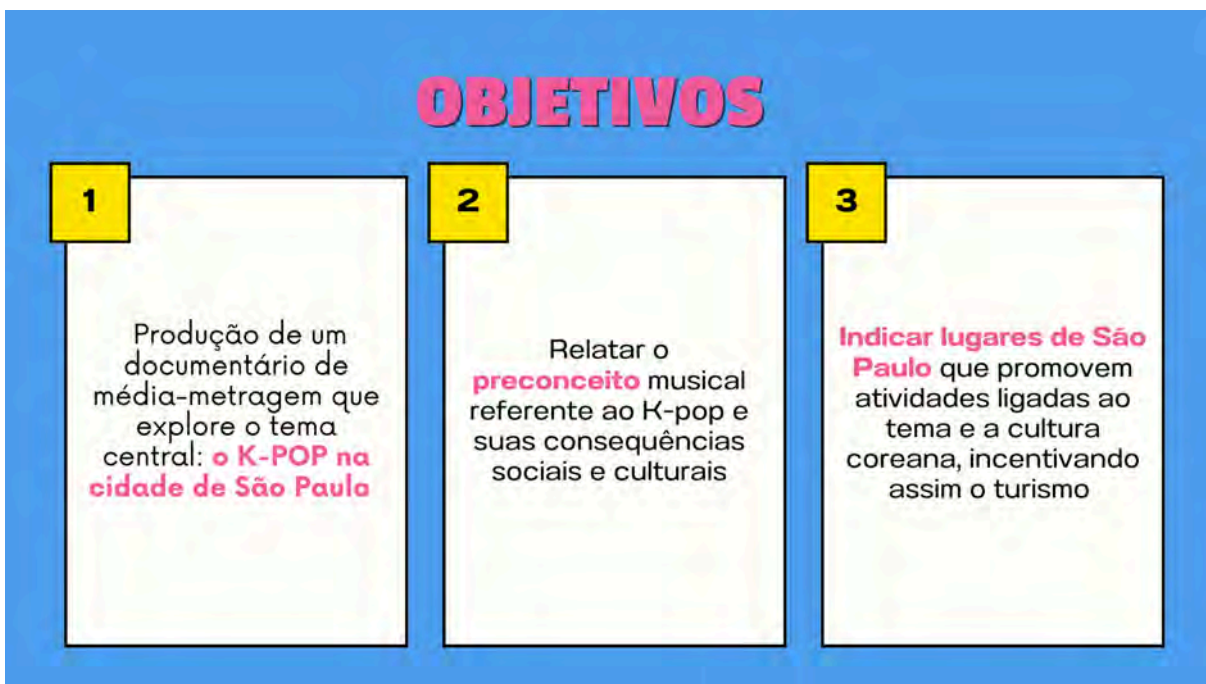 OBJETIVOS
1
Produção de um
documentário de
média-metragem que
explore o tema
central: o K-POP na
cidade de São Paulo
2
Relatar o
preconceito musical
referente ao K-pop e
suas consequências
sociais e culturais
3
Indicar lugares de São
Paulo que promovem
atividades ligadas ao
tema e a cultura
coreana, incentivando
assim o turismo